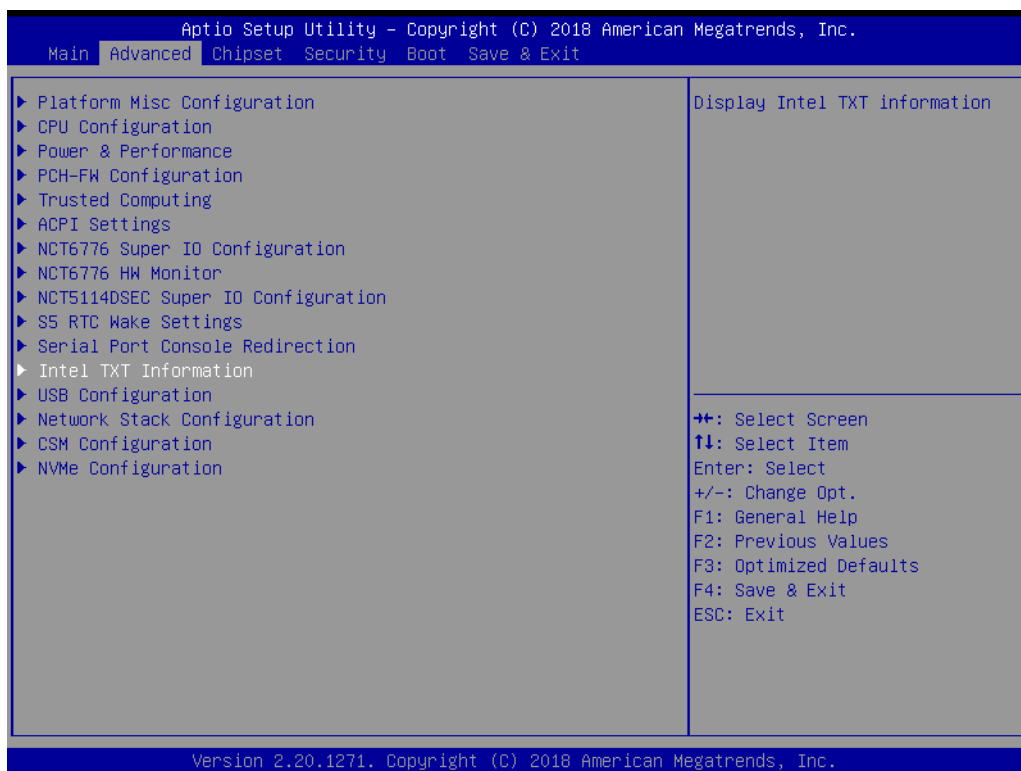 Aptio Setup Utility – Copyright (C) 2018 American Megatrends, Inc.
Main Advanced Chipset Security Boot Save & Exit
Platform Misc Configuration
CPU Configuration
Power & Performance
PCH-FW Configuration
Trusted Computing
ACPI Settings
NCT6776 Super IO Configuration
NCT6776 HW Monitor
NCT5114DSEC Super IO Configuration
S5 RTC Wake Settings
Serial Port Console Redirection
Intel TXT Information
USB Configuration
Network Stack Configuration
CSM Configuration
NVMe Configuration
Display Intel TXT information
→←: Select Screen
↑↓: Select Item
Enter: Select
+/-: Change Opt.
F1: General Help
F2: Previous Values
F3: Optimized Defaults
F4: Save & Exit
ESC: Exit
Version 2.20.1271. Copyright (C) 2018 American Megatrends, Inc.